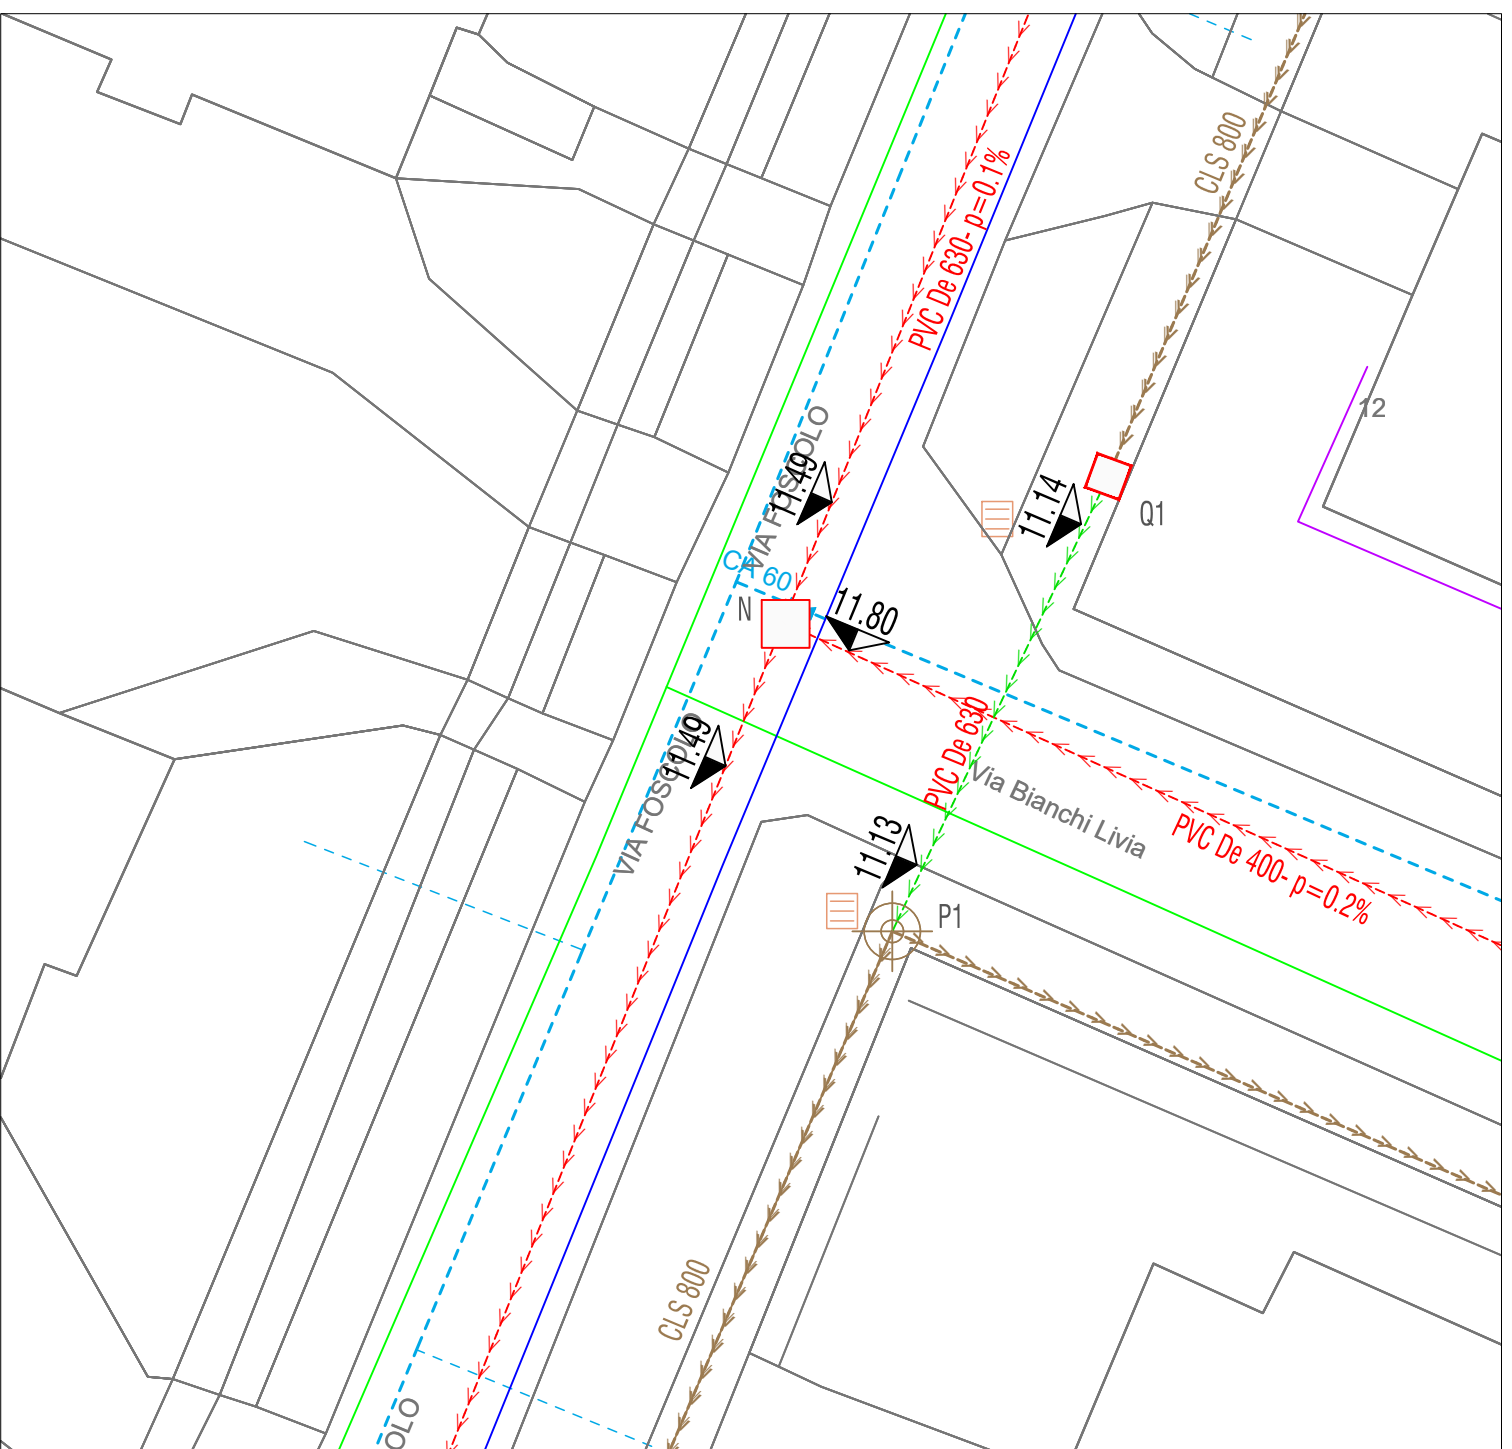 CLS 800
PVC De 630- p=0.1%
12
VIA FOSCOLO
11.49
11.14
Q1
CA 60
N
11.80
PVC De 630
VIA FOSCOLO
11.49
Via Bianchi Livia
PVC De 400- p=0.2%
11.13
P1
CLS 800
OLO